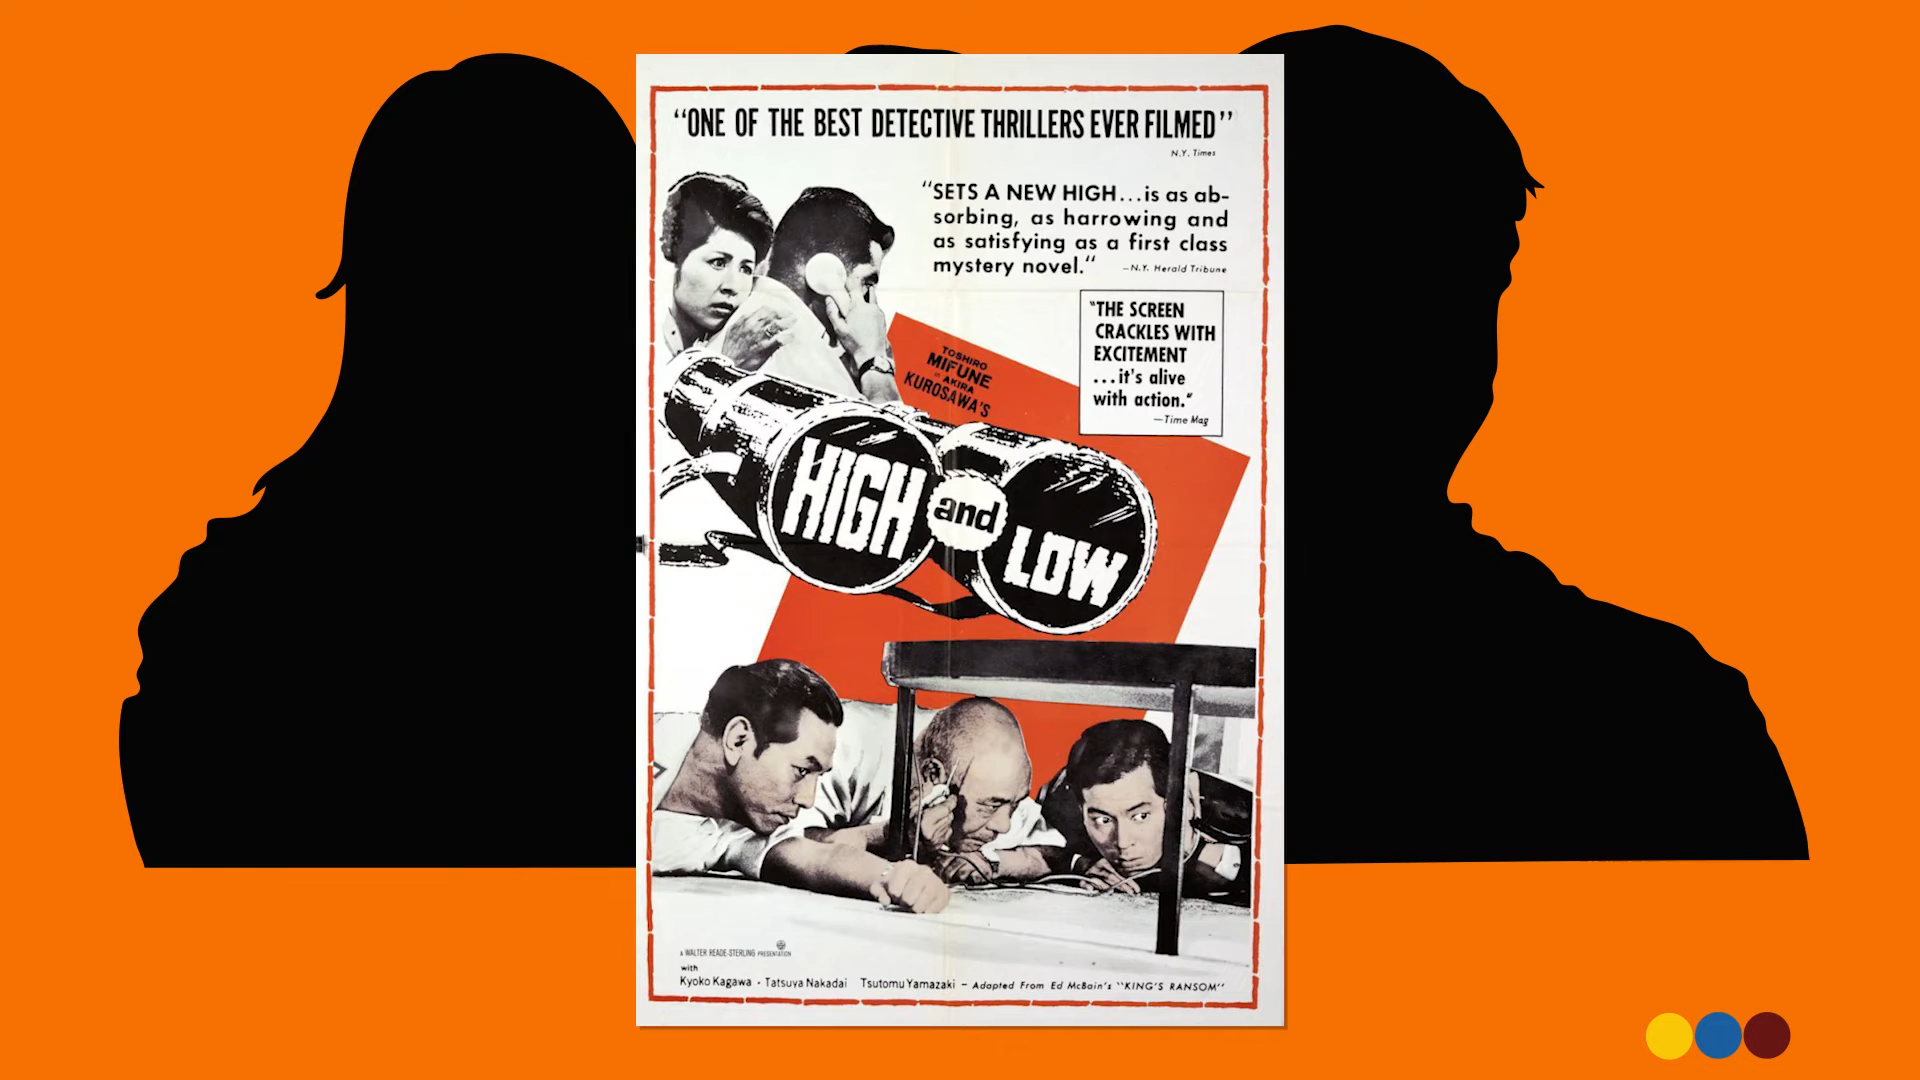 “ONE OF THE BEST DETECTIVE THRILLERS EVER FILMED”
N.Y. Times
“SETS A NEW HIGH...is as ab-
sorbing, as harrowing and
as satisfying as a first class
mystery novel.“
—N.Y. Herald Tribune
"THE SCREEN
CRACKLES WITH
EXCITEMENT
...it's alive
with action."
—Time Mag
TOSHIRO
MIFUNE
in AKIRA
KUROSAWA'S
HIGH and LOW
A WALTER READE-STERLING PRESENTATION
with
Kyoko Kagawa • Tatsuya Nakadai Tsutomu Yamazaki – Adapted From Ed McBain's "KING'S RANSOM"